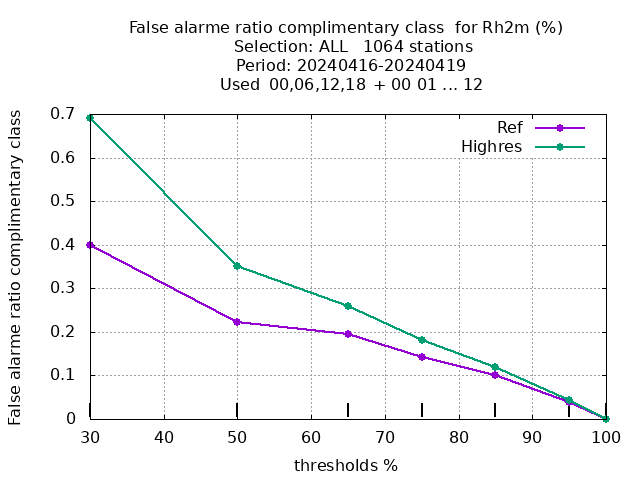 False alarme ratio complimentary class for Rh2m (%)
Selection: ALL 1064 stations
Period: 20240416-20240419
Used 00,06,12,18 + 00 01 ... 12
False alarme ratio complimentary class
0.7
0.6
0.5
0.4
0.3
0.2
0.1
0
Ref
Highres
30 40 50 60 70 80 90 100
thresholds %